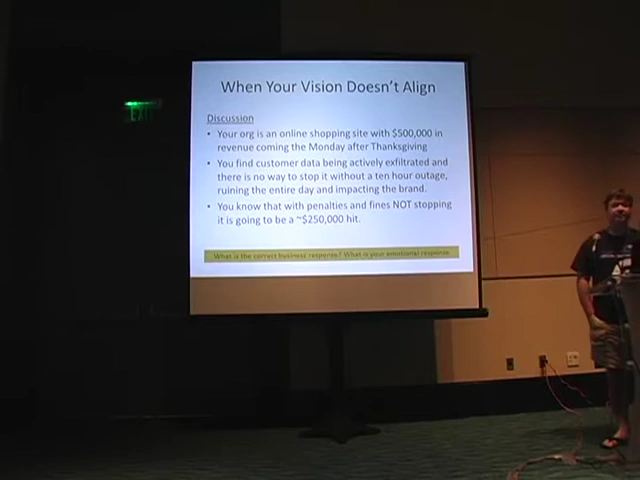 EXIT
When Your Vision Doesn't Align
Discussion
• Your org is an online shopping site with $500,000 in
revenue coming the Monday after Thanksgiving
• You find customer data being actively exfiltrated and
there is no way to stop it without a ten hour outage,
ruining the entire day and impacting the brand.
• You know that with penalties and fines NOT stopping
it is going to be a ~$250,000 hit.
What is the correct business response? What is your emotional response